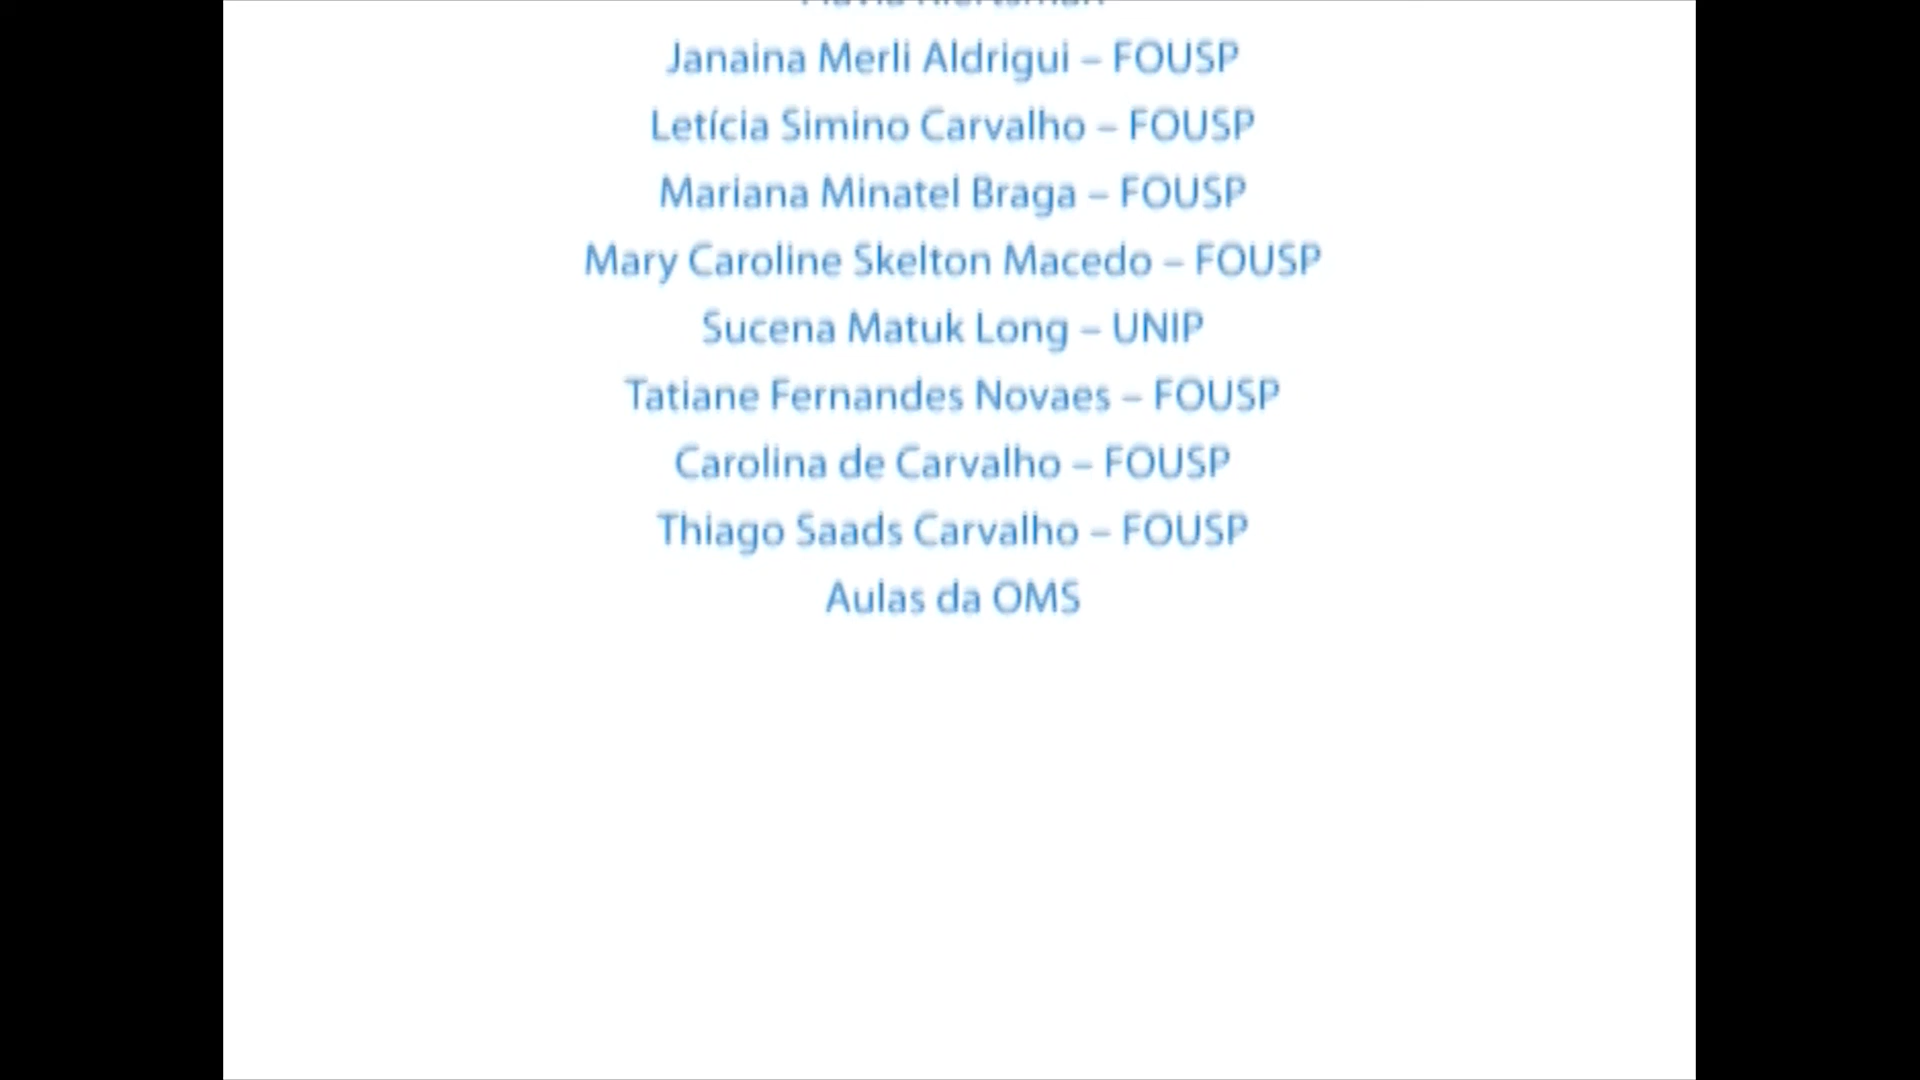 Janaina Merli Aldrigui – FOUSP
Letícia Simino Carvalho – FOUSP
Mariana Minatel Braga – FOUSP
Mary Caroline Skelton Macedo – FOUSP
Sucena Matuk Long – UNIP
Tatiane Fernandes Novaes – FOUSP
Carolina de Carvalho – FOUSP
Thiago Saads Carvalho – FOUSP
Aulas da OMS